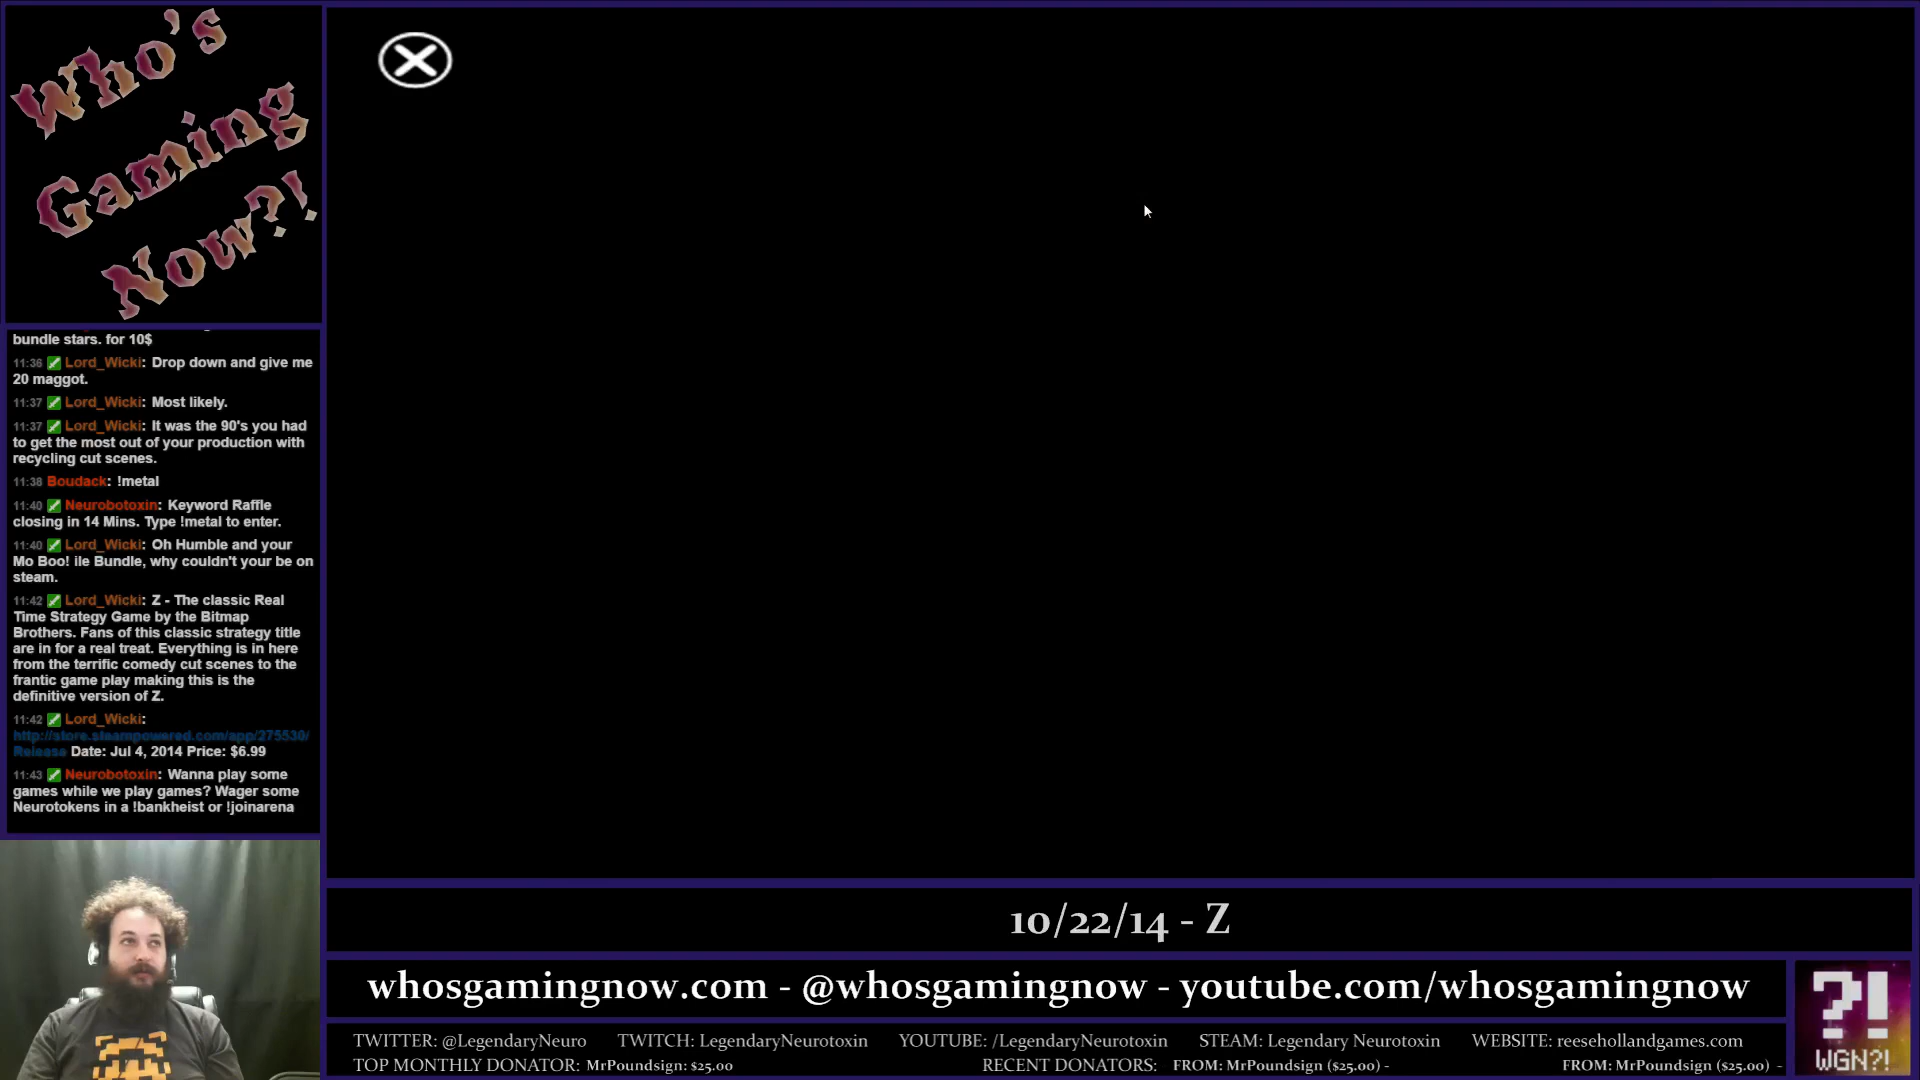 Who's
Gaming
Now?!
bundle stars. for 10$
11:36 Lord_Wicki: Drop down and give me
20 maggot.
11:37 Lord_Wicki: Most likely.
11:37 Lord_Wicki: It was the 90's you had
to get the most out of your production with
recycling cut scenes.
11:38 Boudack: !metal
11:40 Neurobotoxin: Keyword Raffle
closing in 14 Mins. Type !metal to enter.
11:40 Lord_Wicki: Oh Humble and your
Mo Boo! ile Bundle, why couldn't your be on
steam.
11:42 Lord_Wicki: Z - The classic Real
Time Strategy Game by the Bitmap
Brothers. Fans of this classic strategy title
are in for a real treat. Everything is in here
from the terrific comedy cut scenes to the
frantic game play making this is the
definitive version of Z.
11:42 Lord_Wicki:
http://store.steampowered.com/app/275530/
Release Date: Jul 4, 2014 Price: $6.99
11:43 Neurobotoxin: Wanna play some
games while we play games? Wager some
Neurotokens in a !bankheist or !joinarena
10/22/14 - Z
whosgamingnow.com - @whosgamingnow - youtube.com/whosgamingnow
TWITTER: @LegendaryNeuro TWITCH: LegendaryNeurotoxin YOUTUBE: /LegendaryNeurotoxin STEAM: Legendary Neurotoxin WEBSITE: reesehollandgames.com
TOP MONTHLY DONATOR: MrPoundsign: $25.00 RECENT DONATORS: FROM: MrPoundsign ($25.00) - FROM: MrPoundsign ($25.00) -
?!
WGN?!